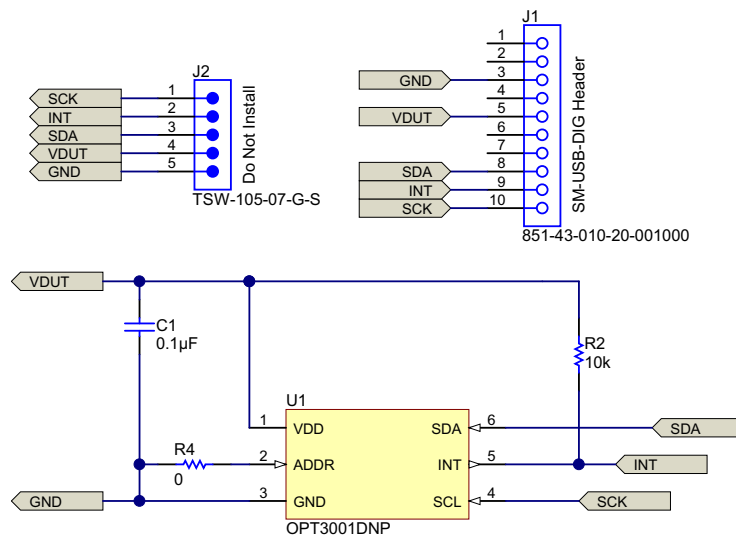 J2
SCK 1
INT 2
SDA 3
VDUT 4
GND 5
Do Not Install
TSW-105-07-G-S
J1
1
2
GND 3
4
VDUT 5
6
7
SDA 8
INT 9
SCK 10
SM-USB-DIG Header
851-43-010-20-001000
VDUT
C1
0.1µF
R2
10k
U1
1 VDD SDA 6 SDA
R4
0
2 ADDR INT 5 INT
GND 3 GND SCL 4 SCK
OPT3001DNP